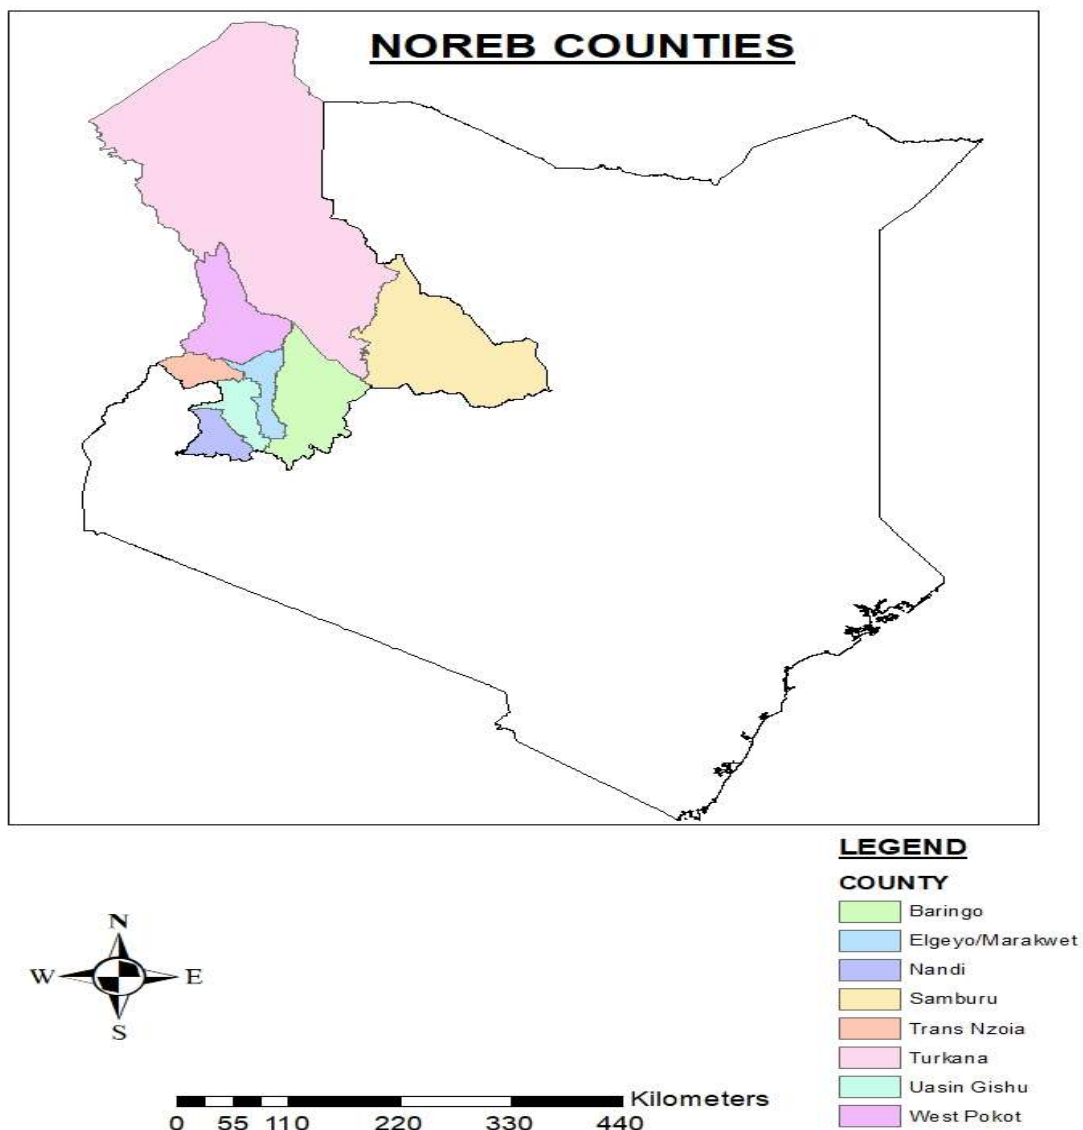 NOREB COUNTIES
LEGEND
COUNTY
Baringo
Elgeyo/Marakwet
Nandi
Samburu
Trans Nzoia
Turkana
Uasin Gishu
West Pokot
N
W E
S
Kilometers
0 55 110 220 330 440